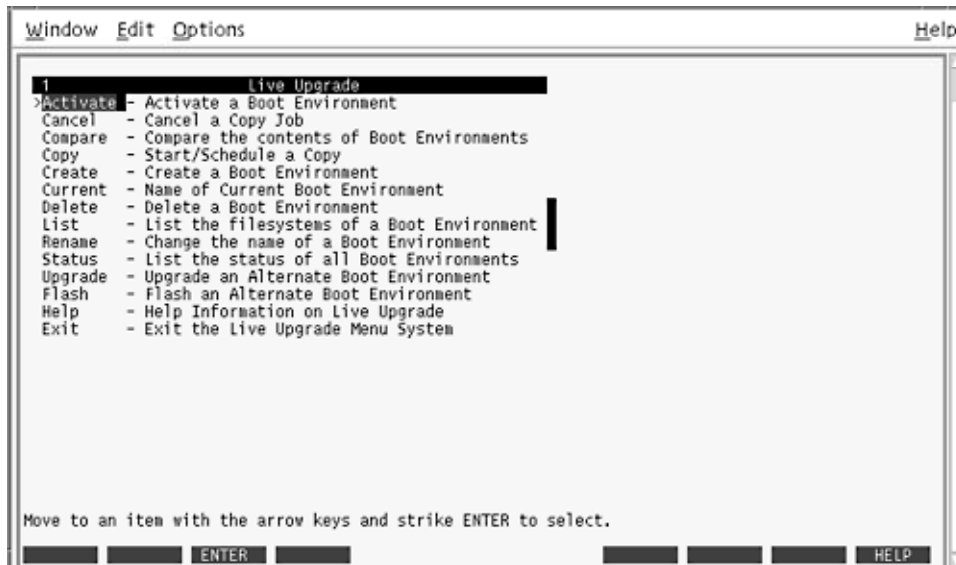 Window Edit Options Help
1 Live Upgrade
>Activate - Activate a Boot Environment
Cancel - Cancel a Copy Job
Compare - Compare the contents of Boot Environments
Copy - Start/Schedule a Copy
Create - Create a Boot Environment
Current - Name of Current Boot Environment
Delete - Delete a Boot Environment
List - List the filesystems of a Boot Environment
Rename - Change the name of a Boot Environment
Status - List the status of all Boot Environments
Upgrade - Upgrade an Alternate Boot Environment
Flash - Flash an Alternate Boot Environment
Help - Help Information on Live Upgrade
Exit - Exit the Live Upgrade Menu System
Move to an item with the arrow keys and strike ENTER to select.
ENTER HELP